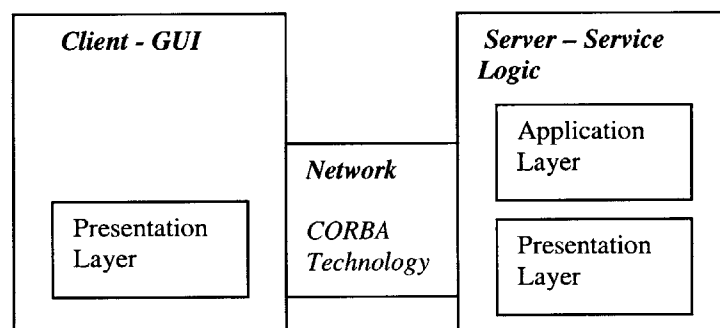 Client - GUI
Presentation
Layer
Network
CORBA
Technology
Server – Service
Logic
Application
Layer
Presentation
Layer